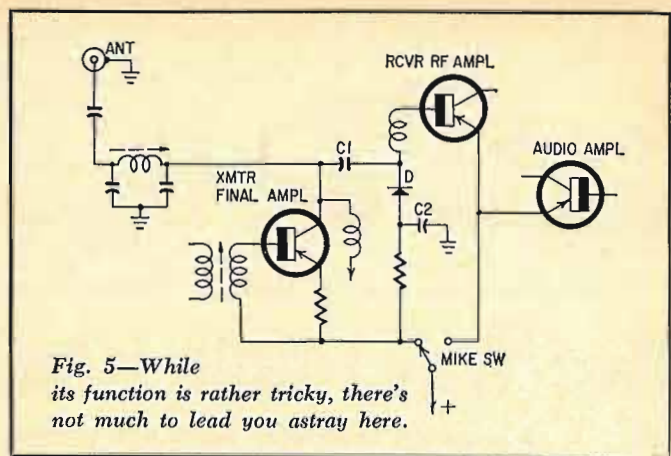 ANT
RCVR RF AMPL
C1
AUDIO AMPL
XMTR
FINAL AMPL
D
C2
MIKE SW
+
Fig. 5—While
its function is rather tricky, there's
not much to lead you astray here.